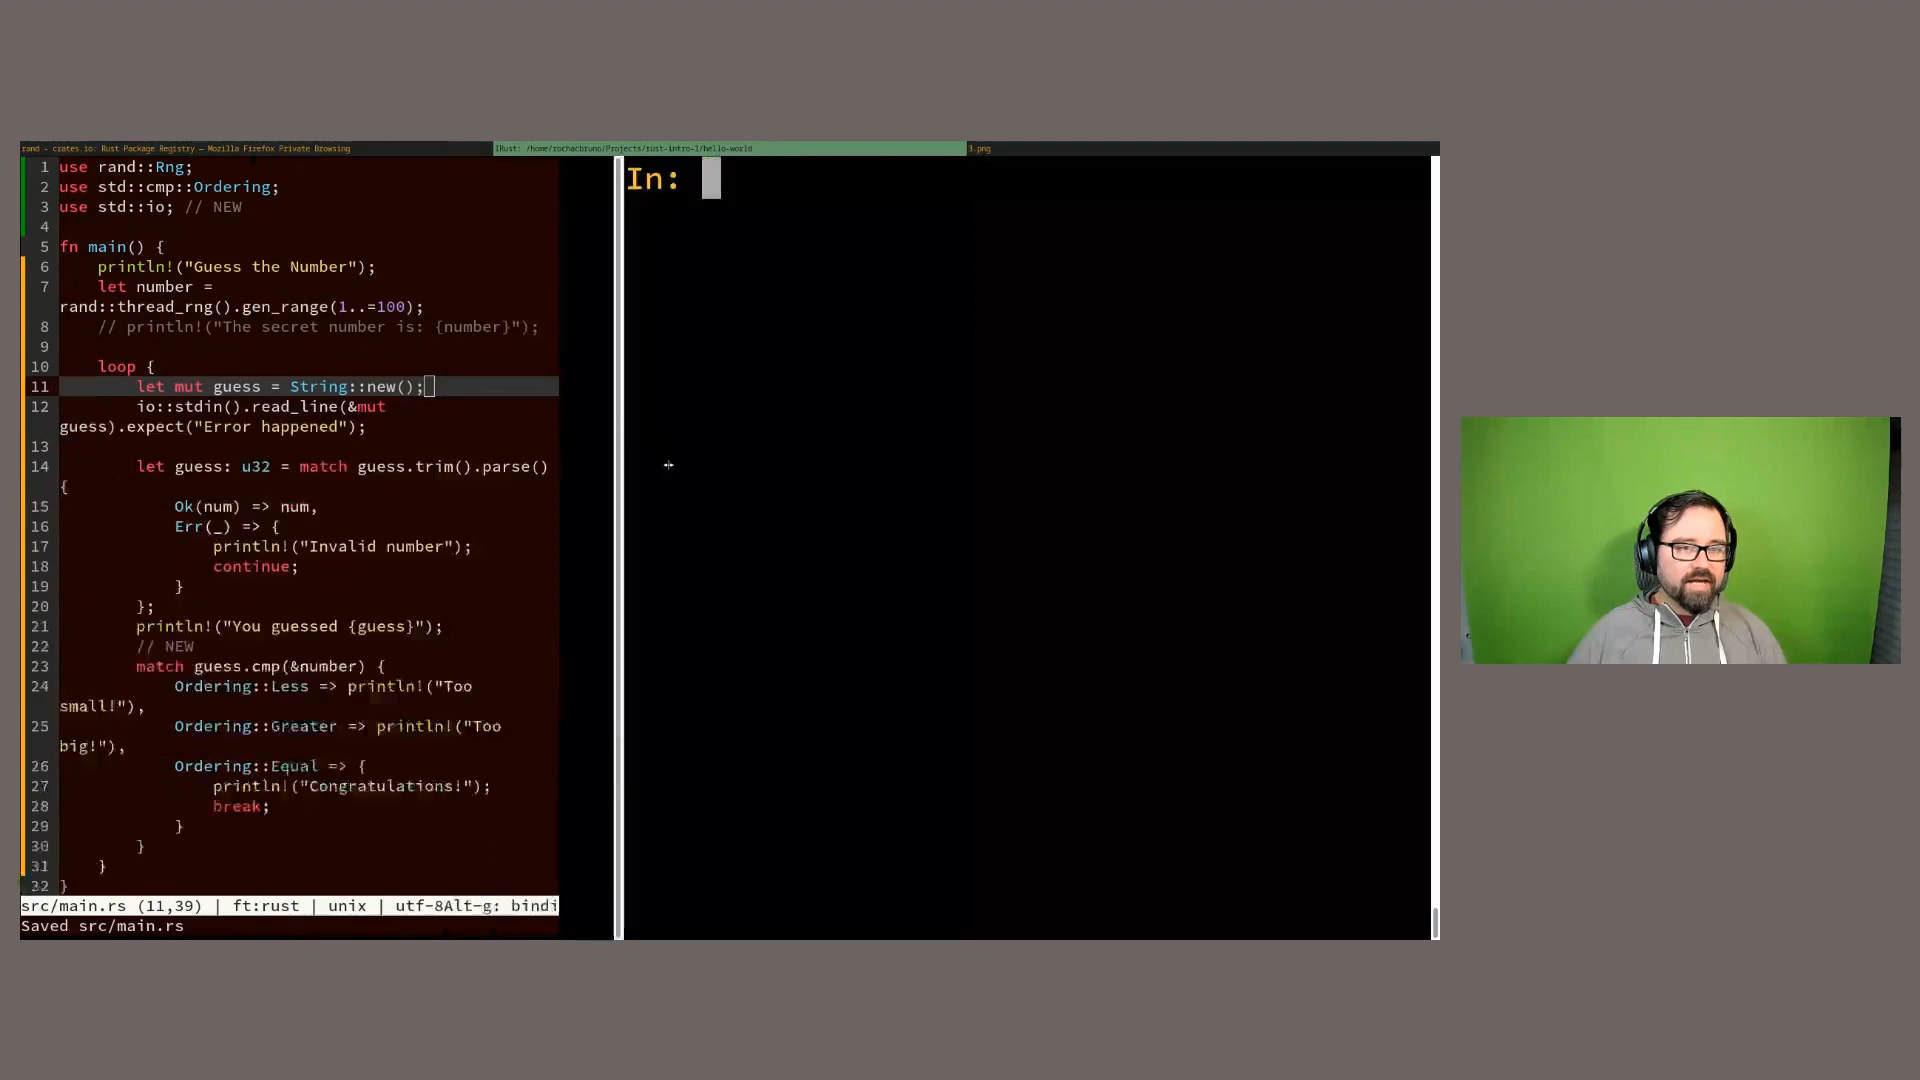 rand - crates.io: Rust Package Registry — Mozilla Firefox Private Browsing
IRust: /home/rochacbruno/Projects/rust-intro-1/hello-world
3.png
1 use rand::Rng;
2 use std::cmp::Ordering;
3 use std::io; // NEW
4
5 fn main() {
6     println!("Guess the Number");
7     let number =
rand::thread_rng().gen_range(1..=100);
8     // println!("The secret number is: {number}");
9
10     loop {
11         let mut guess = String::new();
12         io::stdin().read_line(&mut
guess).expect("Error happened");
13
14         let guess: u32 = match guess.trim().parse()
{
15             Ok(num) => num,
16             Err(_) => {
17                 println!("Invalid number");
18                 continue;
19             }
20         };
21         println!("You guessed {guess}");
22         // NEW
23         match guess.cmp(&number) {
24             Ordering::Less => println!("Too
small!"),
25             Ordering::Greater => println!("Too
big!"),
26             Ordering::Equal => {
27                 println!("Congratulations!");
28                 break;
29             }
30         }
31     }
32 }
src/main.rs (11,39) | ft:rust | unix | utf-8Alt-g: bindi
Saved src/main.rs
In: